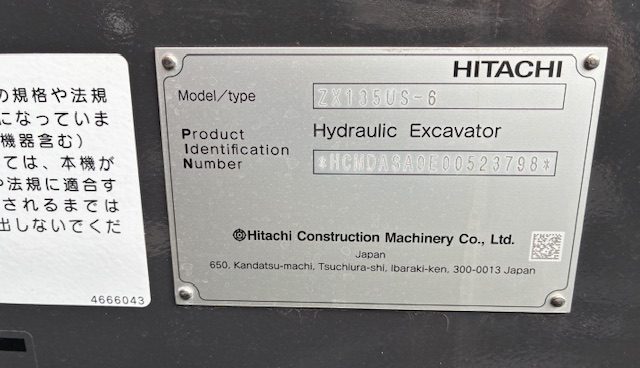 の規格や法規
になっていま
機器含む)
ては、本機が
や法規に適合す
されるまでは
出しないでくだ
4666043
HITACHI
Model/type ZX135US-6
Product Identification Number
Hydraulic Excavator
*HCMDASA0E00523798*
Hitachi Construction Machinery Co., Ltd.
Japan
650, Kandatsu-machi, Tsuchiura-shi, Ibaraki-ken, 300-0013 Japan